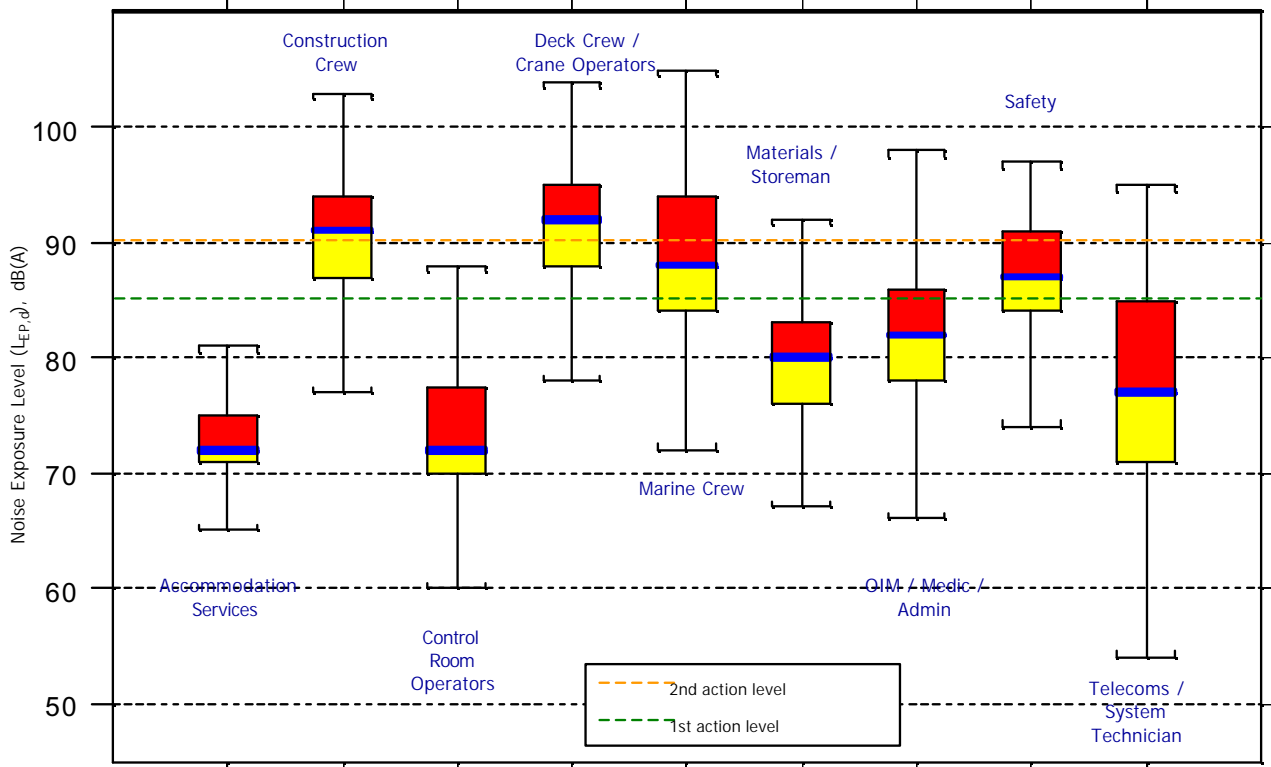 Construction
Crew
Deck Crew /
Crane Operators
Safety
Materials /
Storeman
100
90
80
70
60
50
Noise Exposure Level (L_EP,d), dB(A)
Marine Crew
Accommodation
Services
OIM / Medic /
Admin
Control
Room
Operators
2nd action level
1st action level
Telecoms /
System
Technician